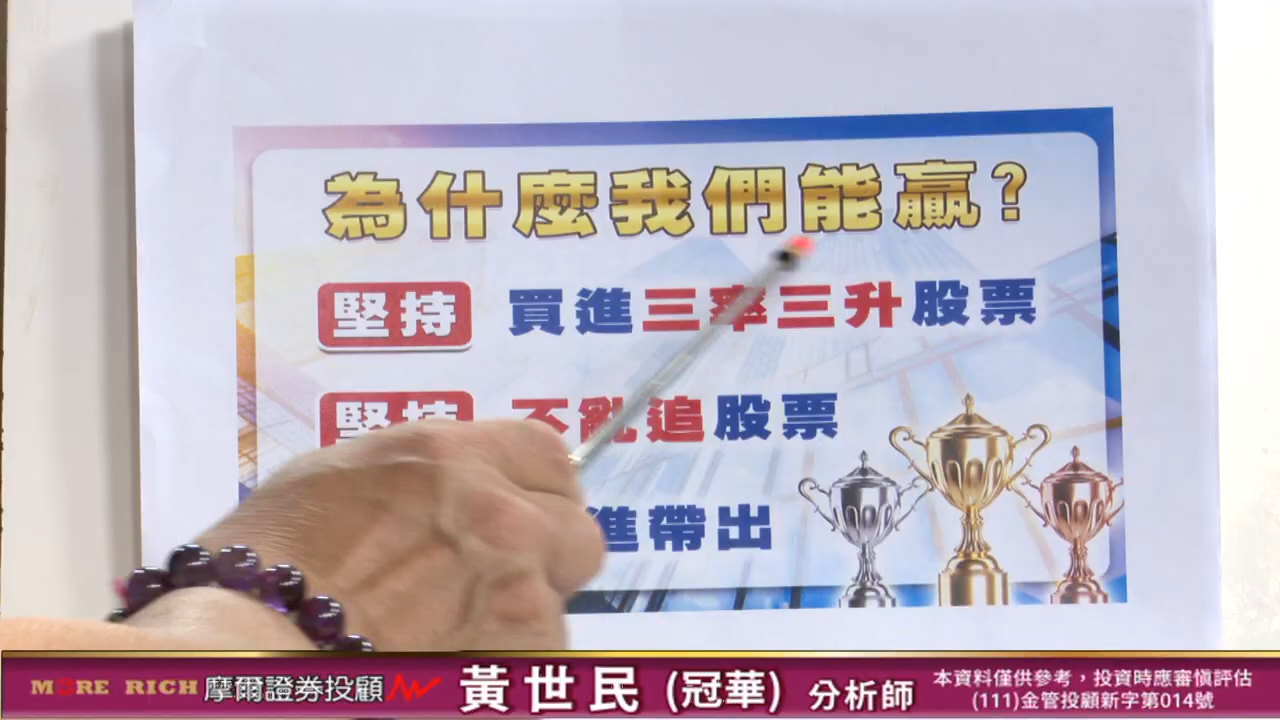 為什麼我們能贏?
堅持 買進三率三升股票
堅持 不亂追股票
進帶出
MORE RICH 摩爾證券投顧 黃世民 (冠華) 分析師
本資料僅供參考，投資時應審慎評估
(111)金管投顧新字第014號